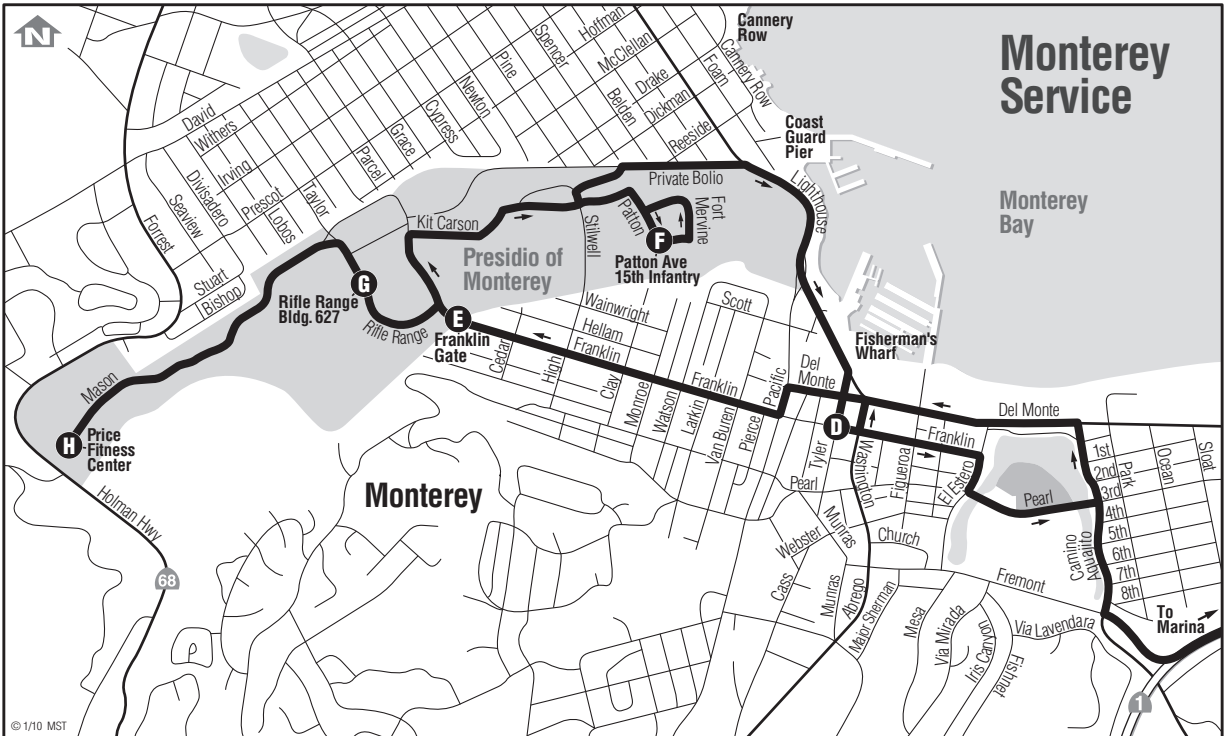 N
Monterey
Service
Cannery
Row
Coast
Guard
Pier
Monterey
Bay
Hoffman
Spencer
McClellan
Pine
Drake
Foam
Cannery Row
Belden
Dickman
Reeside
Newton
Cypress
Grace
Parcel
David
Withers
Irving
Prescot
Taylor
Lobos
Divisadero
Seaview
Forrest
Stuart
Bishop
Private Bolio
Lighthouse
Kit Carson
Stilwell
Patton
Fort
Mervine
F
Patton Ave
15th Infantry
Presidio of
Monterey
G
Rifle Range
Bldg. 627
Rifle Range
E
Franklin
Gate
Wainwright
Scott
Hellam
Franklin
Fisherman's
Wharf
Cedar
High
Clay
Monroe
Watson
Larkin
Van Buren
Pierce
Pacific
Franklin
Del
Monte
Del Monte
D
Tyler
Washington
Franklin
Figueroa
El Estero
Pearl
Pearl
1st
2nd
3rd
4th
5th
6th
7th
8th
Park
Ocean
Sloat
Camino
Aguajito
Mason
H
Price
Fitness
Center
Holman Hwy
68
Monterey
Webster
Munras
Church
Cass
Munras
Abrego
Major Sherman
Mesa
Via Mirada
Iris Canyon
Fishnet
Fremont
Via Lavendara
To
Marina
1
© 1/10 MST